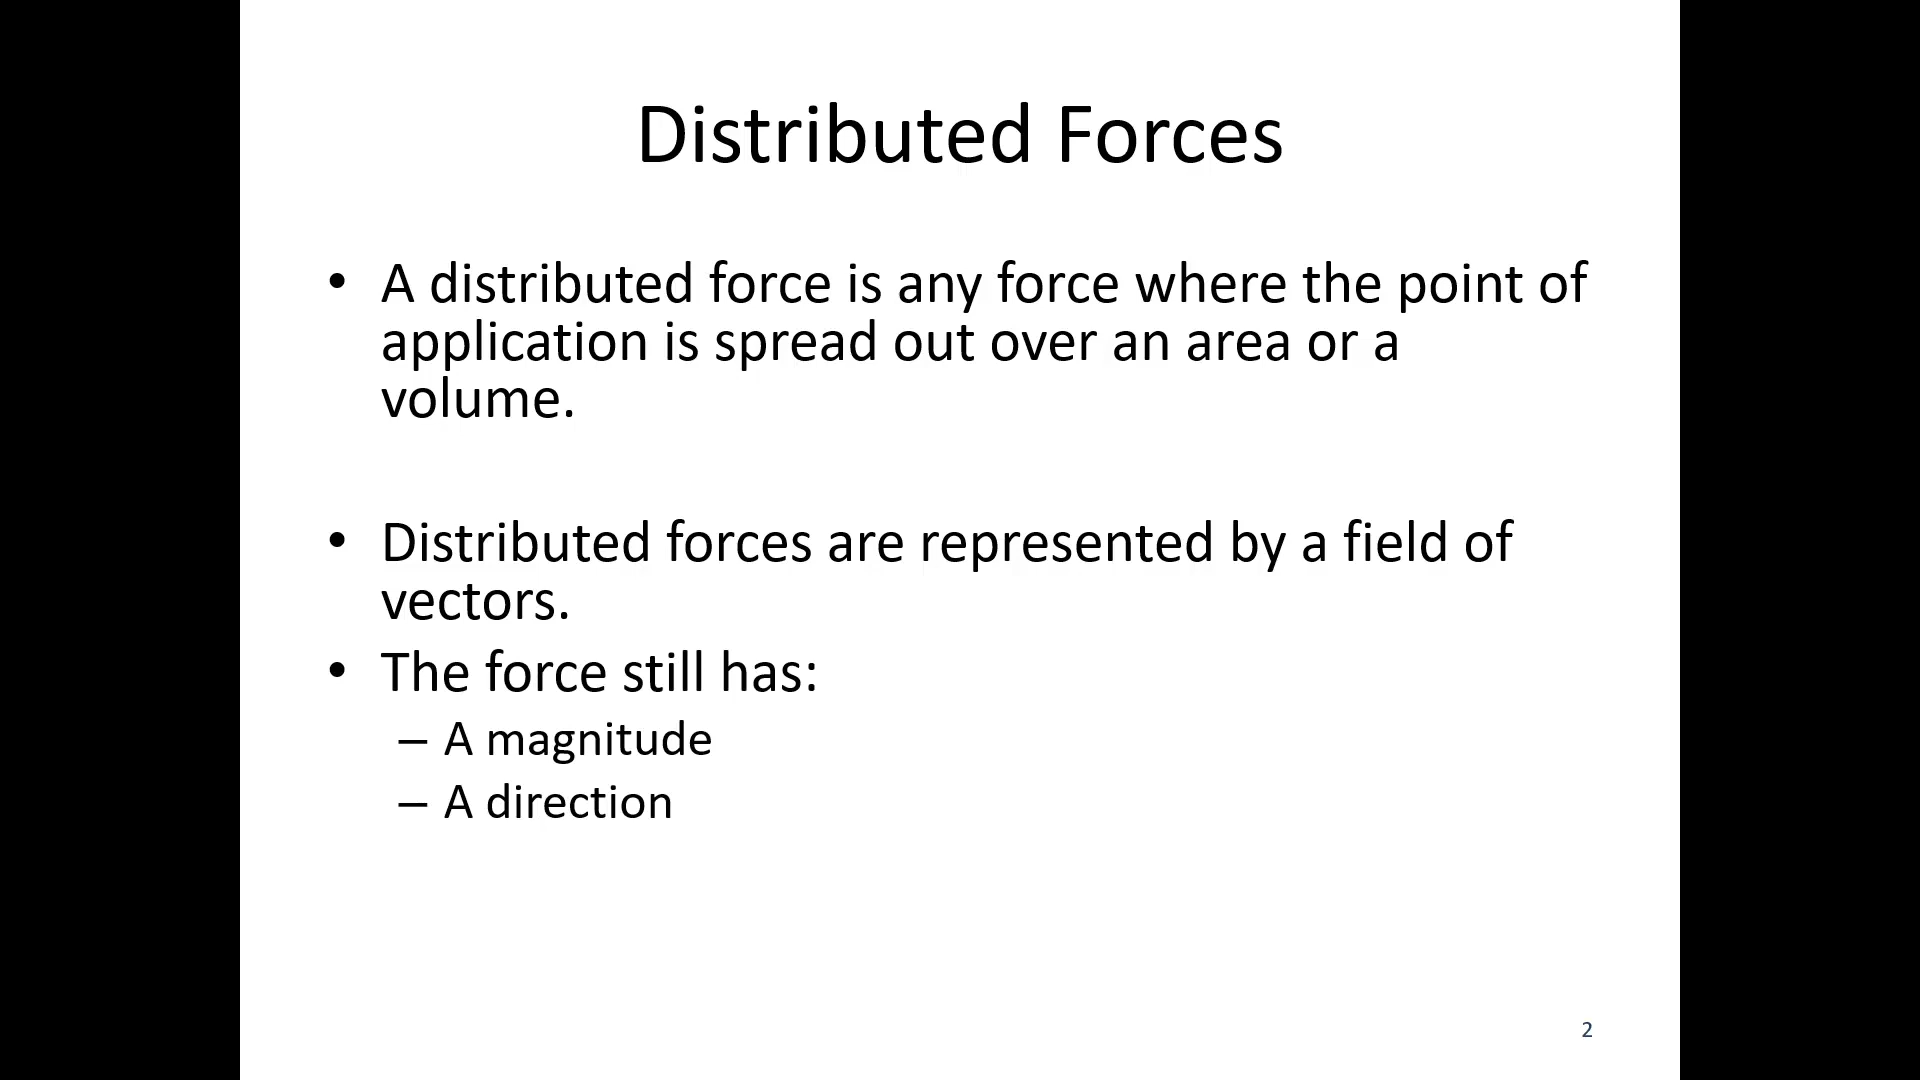 Distributed Forces
• A distributed force is any force where the point of
application is spread out over an area or a
volume.
• Distributed forces are represented by a field of
vectors.
• The force still has:
– A magnitude
– A direction
2